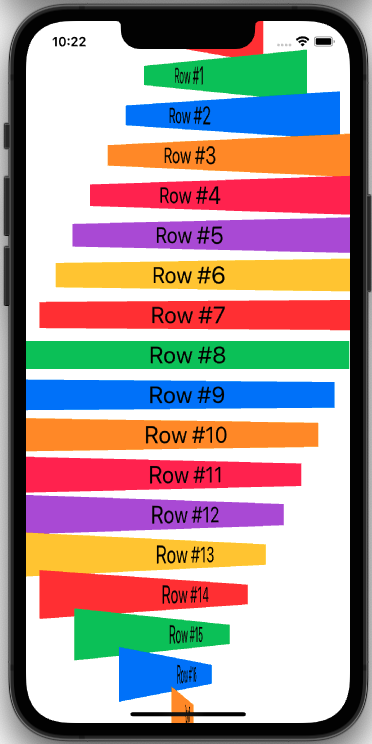 10:22
Row #1
Row #2
Row #3
Row #4
Row #5
Row #6
Row #7
Row #8
Row #9
Row #10
Row #11
Row #12
Row #13
Row #14
Row #15
Row #16